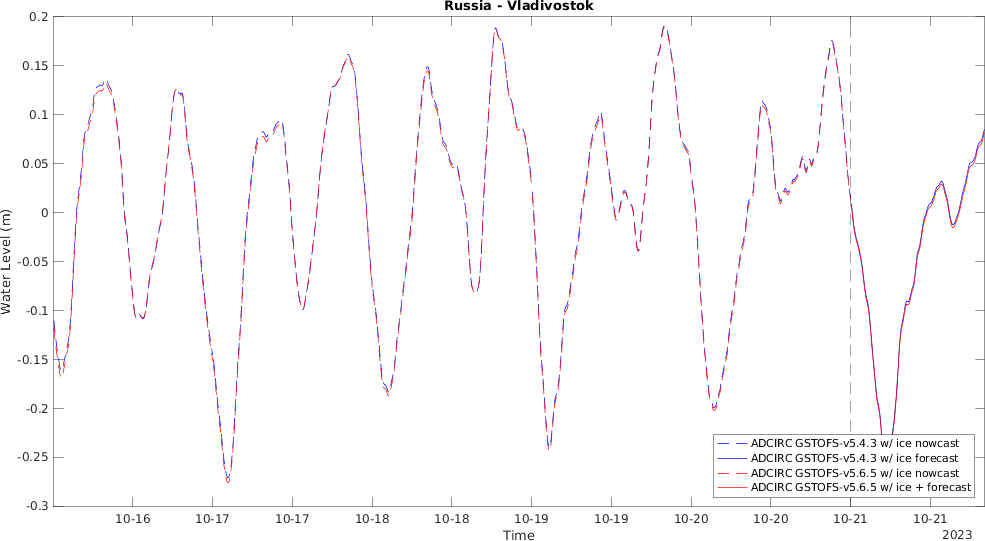 Russia - Vladivostok
0.2
0.15
0.1
0.05
0
-0.05
-0.1
-0.15
-0.2
-0.25
-0.3
Water Level (m)
ADCIRC GSTOFS-v5.4.3 w/ ice nowcast
ADCIRC GSTOFS-v5.4.3 w/ ice forecast
ADCIRC GSTOFS-v5.6.5 w/ ice nowcast
ADCIRC GSTOFS-v5.6.5 w/ ice + forecast
10-16 10-17 10-17 10-18 10-18 10-19 10-19 10-20 10-20 10-21 10-21
Time
2023